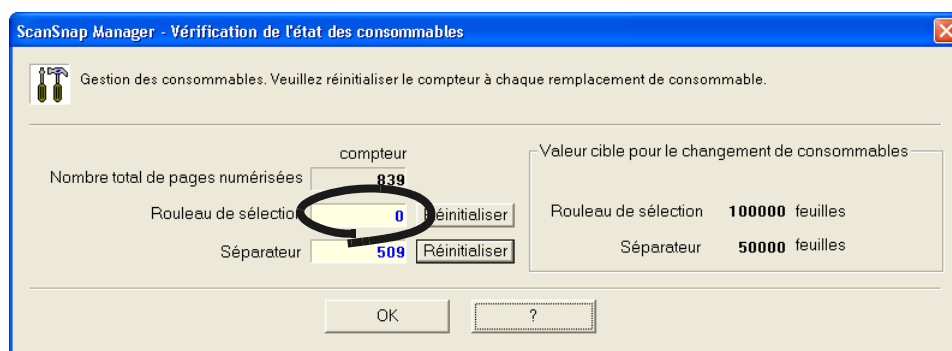 ScanSnap Manager - Vérification de l'état des consommables
Gestion des consommables. Veuillez réinitialiser le compteur à chaque remplacement de consommable.
compteur
Nombre total de pages numérisées 839
Rouleau de sélection 0 Réinitialiser
Séparateur 509 Réinitialiser
Valeur cible pour le changement de consommables
Rouleau de sélection 100000 feuilles
Séparateur 50000 feuilles
OK ?